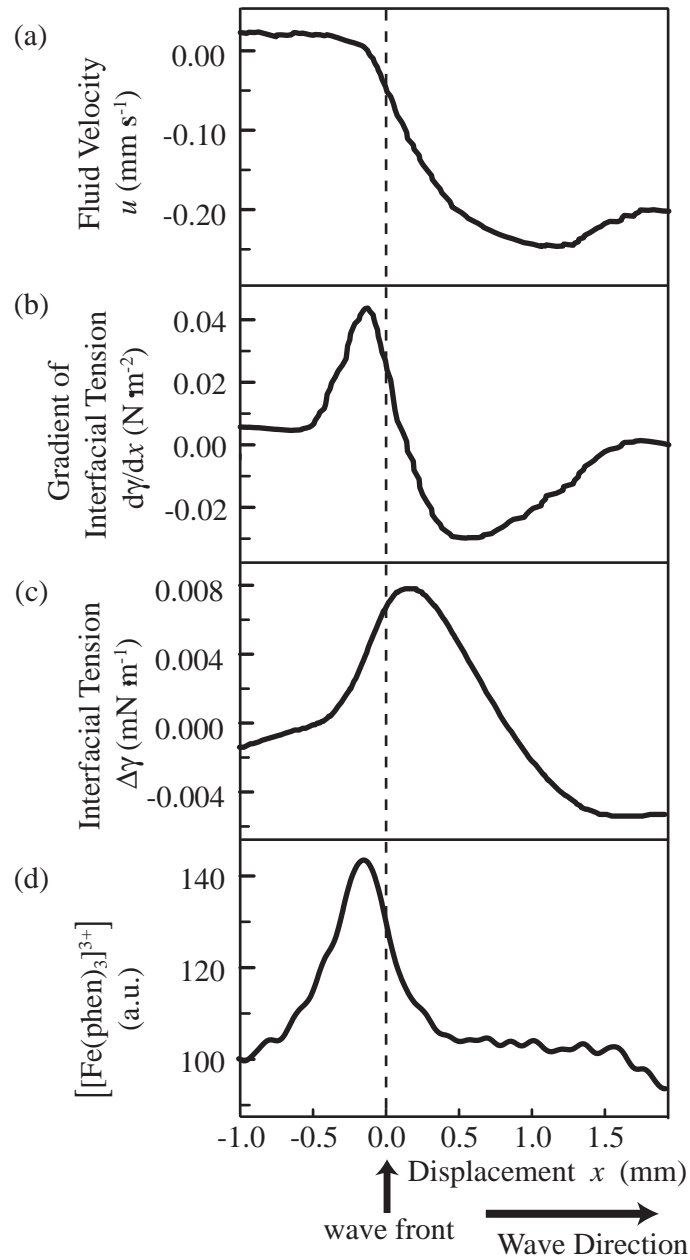 (a)
Fluid Velocity
u (mm s⁻¹)
0.00
-0.10
-0.20
(b)
Gradient of
Interfacial Tension
dγ/dx (N·m⁻²)
0.04
0.02
0.00
-0.02
(c)
Interfacial Tension
Δγ (mN·m⁻¹)
0.008
0.004
0.000
-0.004
(d)
[[Fe(phen)₃]³⁺]
(a.u.)
140
120
100
-1.0 -0.5 0.0 0.5 1.0 1.5
Displacement x (mm)
wave front
Wave Direction